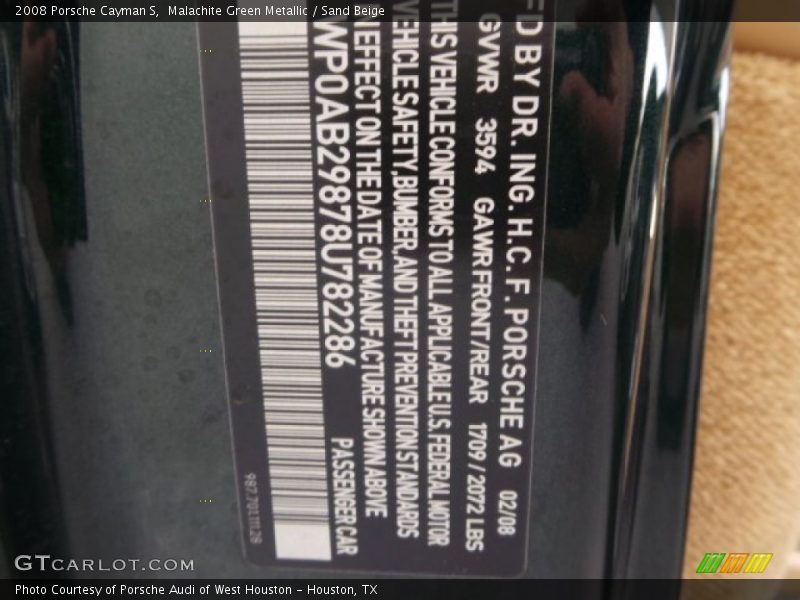 2008 Porsche Cayman S,  Malachite Green Metallic / Sand Beige
FD BY DR. ING. H.C. F. PORSCHE AG 02/08
GVWR 3594 GAWR FRONT/REAR 1709 / 2072 LBS
THIS VEHICLE CONFORMS TO ALL APPLICABLE U.S. FEDERAL MOTOR
VEHICLE SAFETY, BUMBER, AND THEFT PREVENTION STANDARDS
IN EFFECT ON THE DATE OF MANUFACTURE SHOWN ABOVE
WP0AB29878U782286 PASSENGER CAR
GTCARLOT.COM
Photo Courtesy of Porsche Audi of West Houston – Houston, TX